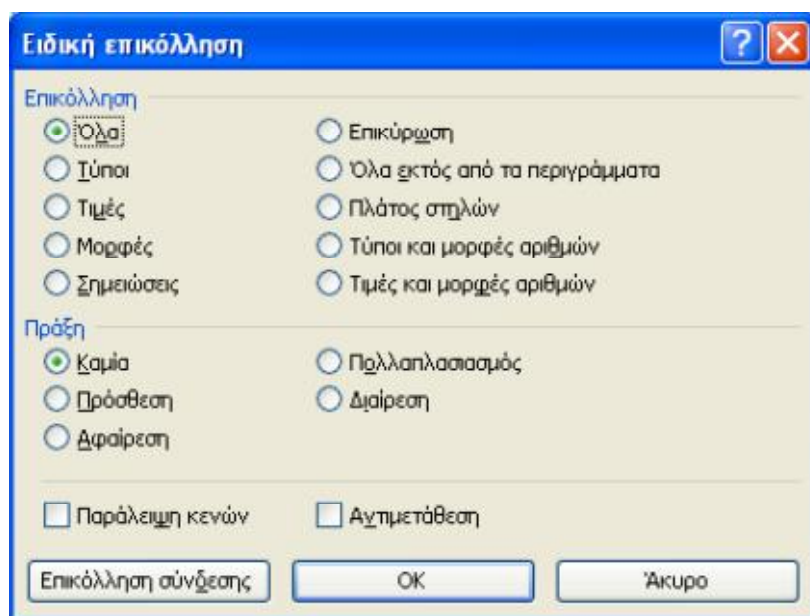 Ειδική επικόλληση
Επικόλληση
Όλα
Επικύρωση
Τύποι
Όλα εκτός από τα περιγράμματα
Τιμές
Πλάτος στηλών
Μορφές
Τύποι και μορφές αριθμών
Σημειώσεις
Τιμές και μορφές αριθμών
Πράξη
Καμία
Πολλαπλασιασμός
Πρόσθεση
Διαίρεση
Αφαίρεση
Παράλειψη κενών
Αντιμετάθεση
Επικόλληση σύνδεσης
OK
Άκυρο